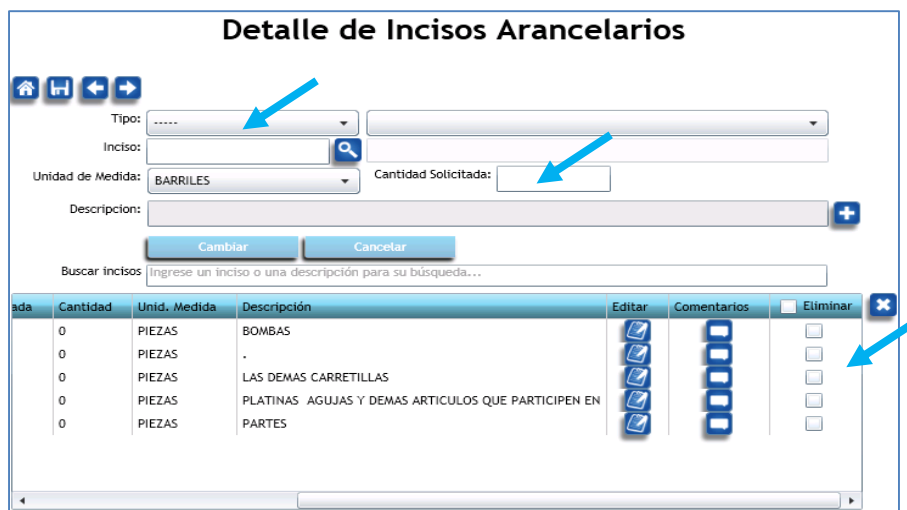 Detalle de Incisos Arancelarios
Tipo: -----
Inciso:
Unidad de Medida: BARRILES Cantidad Solicitada:
Descripcion:
Cambiar Cancelar
Buscar incisos Ingrese un inciso o una descripción para su búsqueda...
ada Cantidad Unid. Medida Descripción Editar Comentarios Eliminar
0 PIEZAS BOMBAS
0 PIEZAS .
0 PIEZAS LAS DEMAS CARRETILLAS
0 PIEZAS PLATINAS AGUJAS Y DEMAS ARTICULOS QUE PARTICIPEN EN
0 PIEZAS PARTES